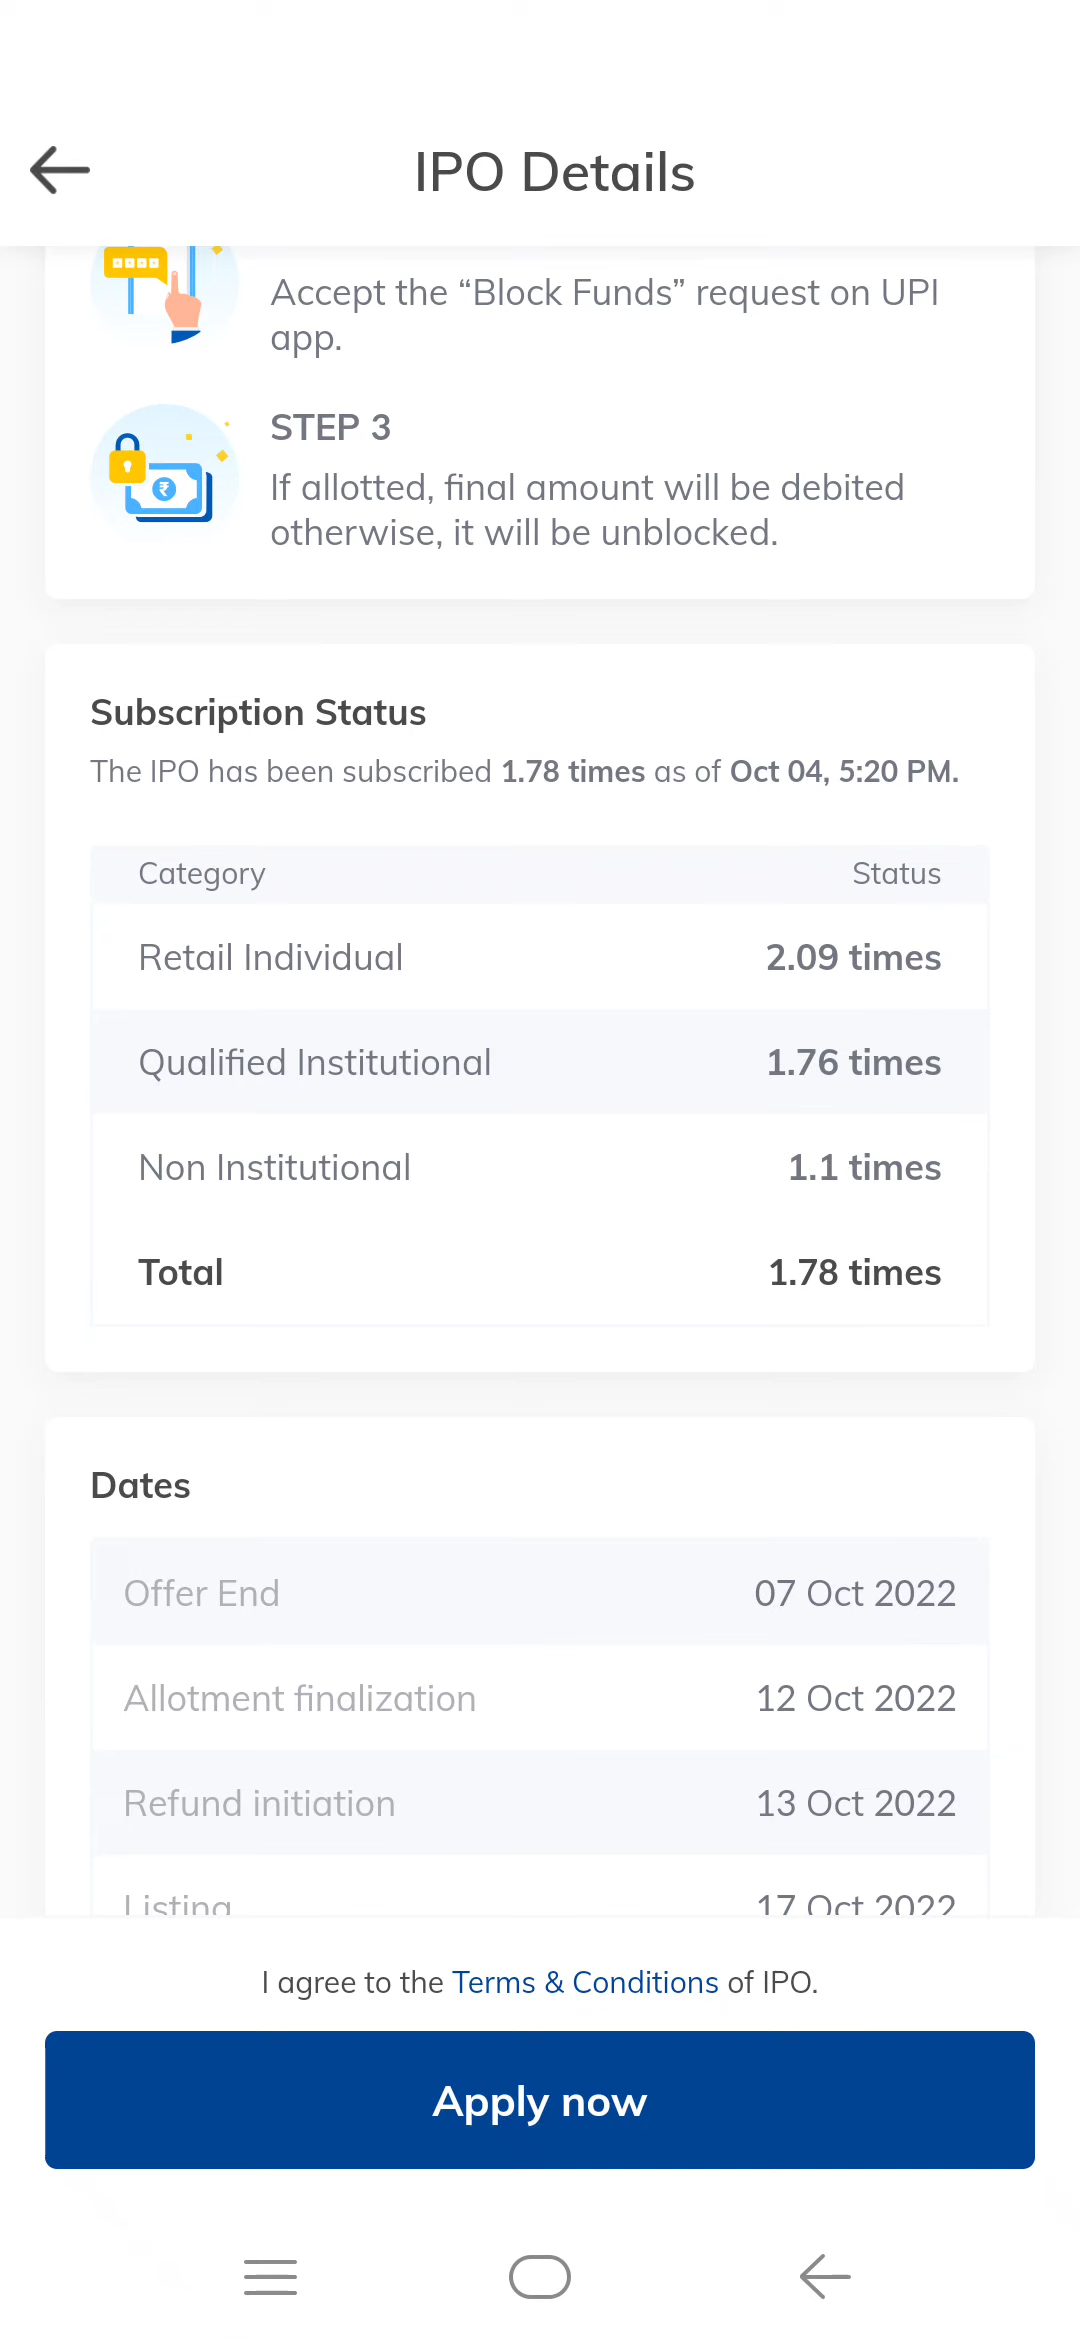 IPO Details
Accept the “Block Funds” request on UPI
app.
STEP 3
If allotted, final amount will be debited
otherwise, it will be unblocked.
Subscription Status
The IPO has been subscribed 1.78 times as of Oct 04, 5:20 PM.
Category Status
Retail Individual 2.09 times
Qualified Institutional 1.76 times
Non Institutional 1.1 times
Total 1.78 times
Dates
Offer End 07 Oct 2022
Allotment finalization 12 Oct 2022
Refund initiation 13 Oct 2022
Listing 17 Oct 2022
I agree to the Terms & Conditions of IPO.
Apply now